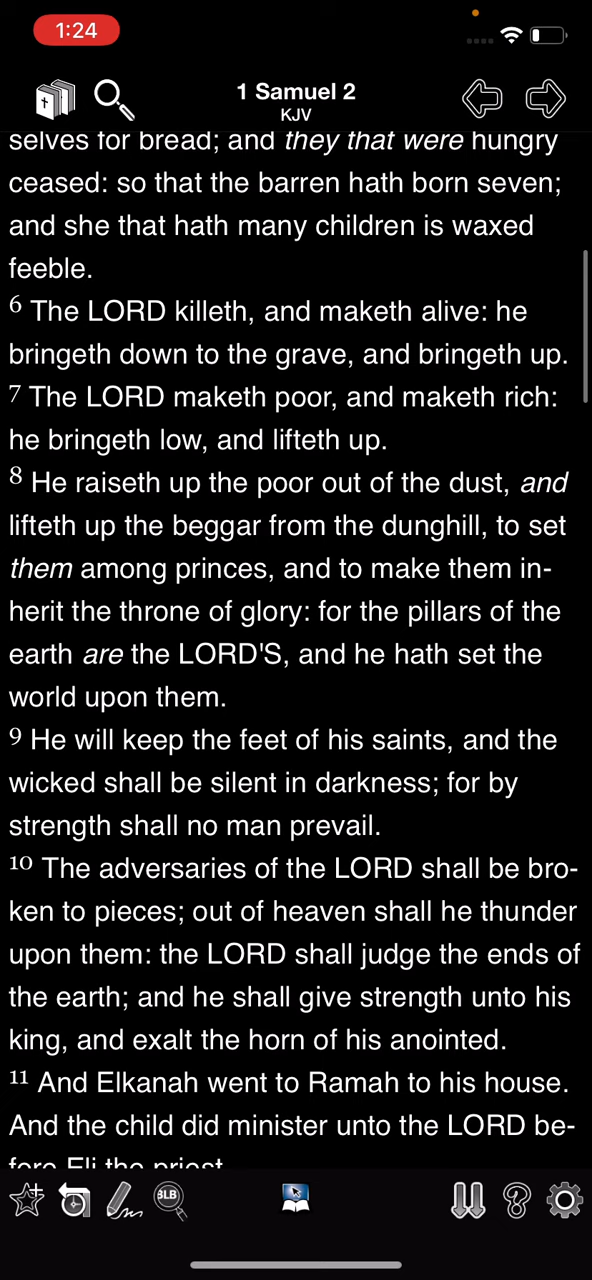 1:24
1 Samuel 2
KJV
selves for bread; and they that were hungry
ceased: so that the barren hath born seven;
and she that hath many children is waxed
feeble.
6 The LORD killeth, and maketh alive: he
bringeth down to the grave, and bringeth up.
7 The LORD maketh poor, and maketh rich:
he bringeth low, and lifteth up.
8 He raiseth up the poor out of the dust, and
lifteth up the beggar from the dunghill, to set
them among princes, and to make them in-
herit the throne of glory: for the pillars of the
earth are the LORD'S, and he hath set the
world upon them.
9 He will keep the feet of his saints, and the
wicked shall be silent in darkness; for by
strength shall no man prevail.
10 The adversaries of the LORD shall be bro-
ken to pieces; out of heaven shall he thunder
upon them: the LORD shall judge the ends of
the earth; and he shall give strength unto his
king, and exalt the horn of his anointed.
11 And Elkanah went to Ramah to his house.
And the child did minister unto the LORD be-
fore Eli the priest.
BLB